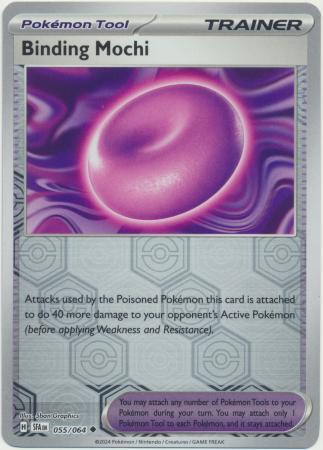 Pokémon Tool
TRAINER
Binding Mochi
Attacks used by the Poisoned Pokémon this card is attached
to do 40 more damage to your opponent's Active Pokémon
(before applying Weakness and Resistance).
Illus. 5ban Graphics
H SFA EN 055/064
You may attach any number of Pokémon Tools to your
Pokémon during your turn. You may attach only 1
Pokémon Tool to each Pokémon, and it stays attached.
©2024 Pokémon / Nintendo / Creatures / GAME FREAK